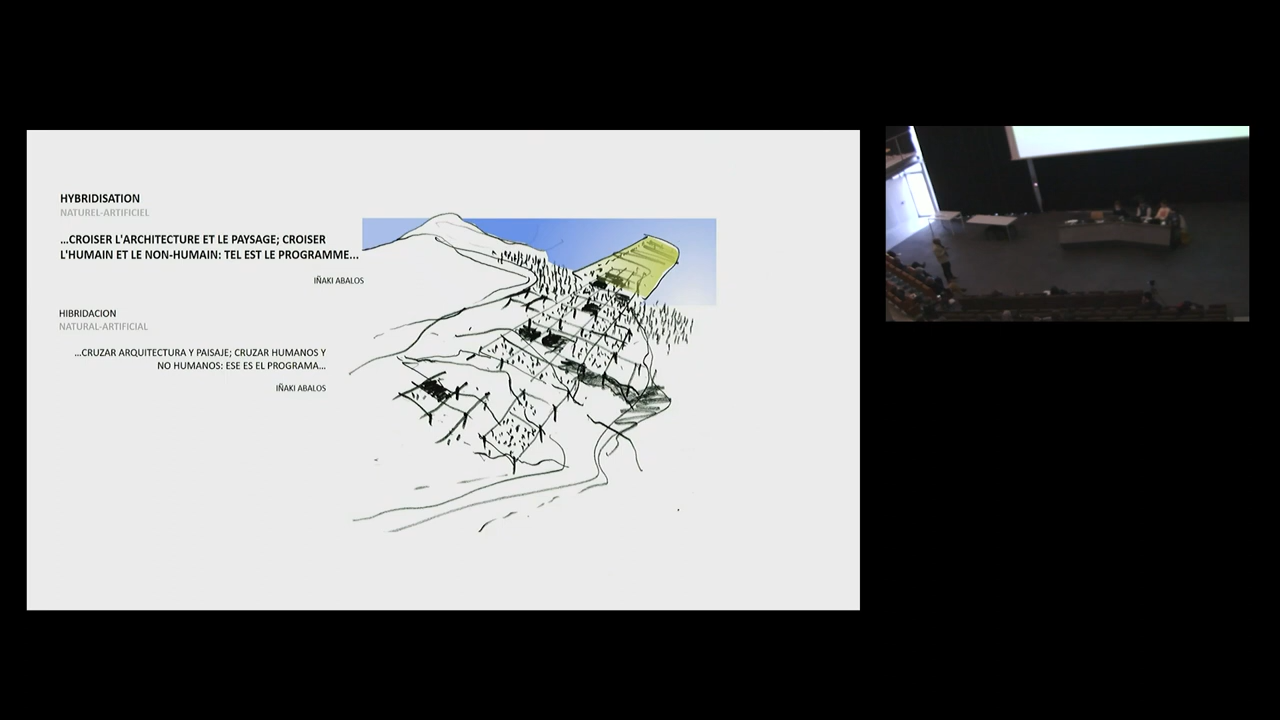 HYBRIDISATION
NATUREL-ARTIFICIEL
...CROISER L'ARCHITECTURE ET LE PAYSAGE; CROISER
L'HUMAIN ET LE NON-HUMAIN: TEL EST LE PROGRAMME...
IÑAKI ABALOS
HIBRIDACION
NATURAL-ARTIFICIAL
...CRUZAR ARQUITECTURA Y PAISAJE; CRUZAR HUMANOS Y
NO HUMANOS: ESE ES EL PROGRAMA...
IÑAKI ABALOS